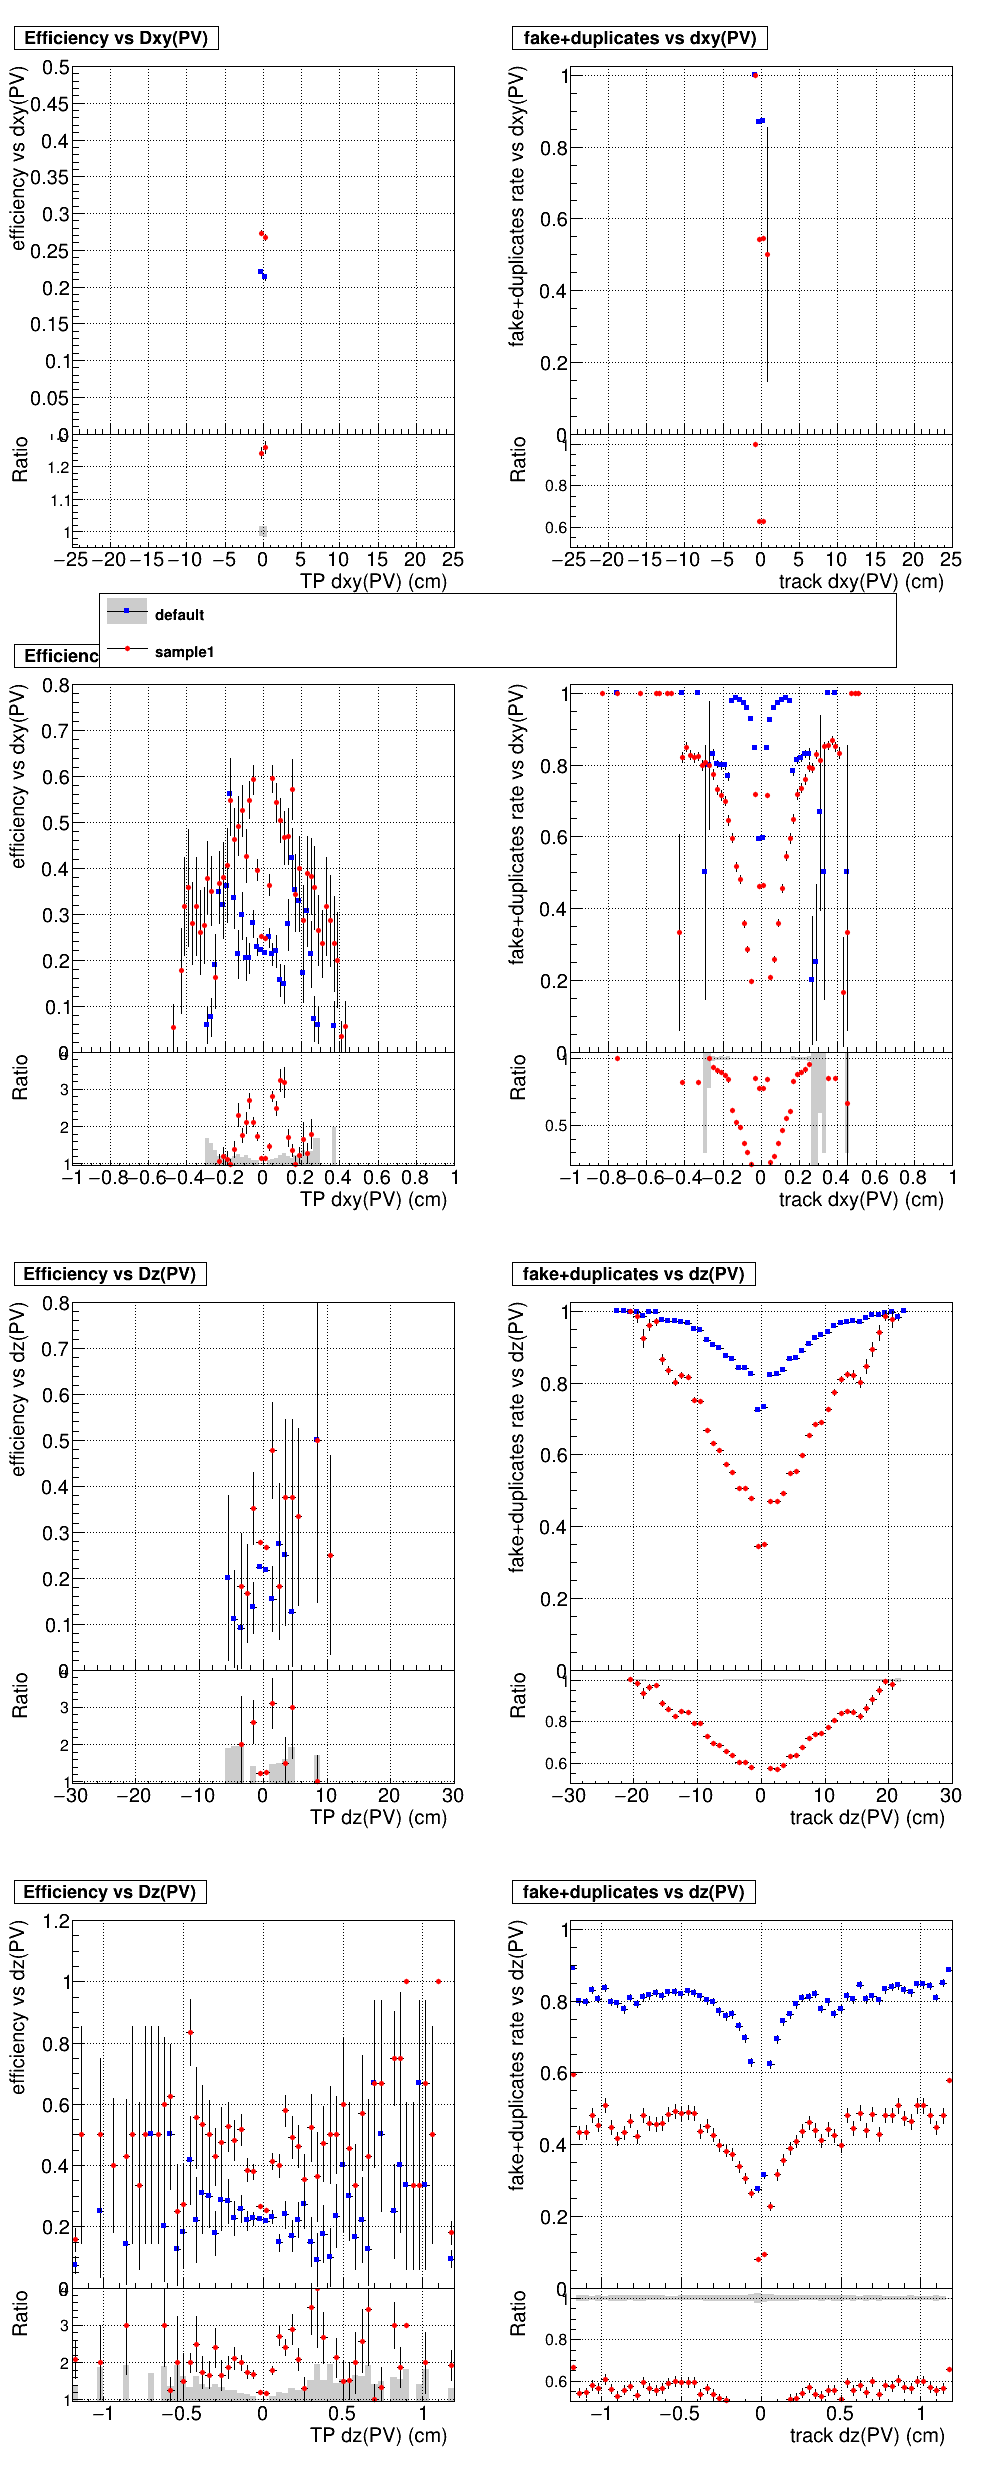 Efficiency vs Dxy(PV)
fake+duplicates vs dxy(PV)
efficiency vs dxy(PV)
0.5
0.45
0.4
0.35
0.3
0.25
0.2
0.15
0.1
0.05
0
Ratio
1.2
1.1
1
−25 −20 −15 −10 −5 0 5 10 15 20 25
TP dxy(PV) (cm)
fake+duplicates rate vs dxy(PV)
1
0.8
0.6
0.4
0.2
0
Ratio
1
0.8
0.6
−25 −20 −15 −10 −5 0 5 10 15 20 25
track dxy(PV) (cm)
default
sample1
Efficienc
efficiency vs dxy(PV)
0.8
0.7
0.6
0.5
0.4
0.3
0.2
0.1
0
Ratio
4
3
2
1
−1 −0.8 −0.6 −0.4 −0.2 0 0.2 0.4 0.6 0.8 1
TP dxy(PV) (cm)
fake+duplicates rate vs dxy(PV)
1
0.8
0.6
0.4
0.2
0
Ratio
1
0.5
−1 −0.8 −0.6 −0.4 −0.2 0 0.2 0.4 0.6 0.8 1
track dxy(PV) (cm)
Efficiency vs Dz(PV)
fake+duplicates vs dz(PV)
efficiency vs dz(PV)
0.8
0.7
0.6
0.5
0.4
0.3
0.2
0.1
0
Ratio
3
2
1
−30 −20 −10 0 10 20 30
TP dz(PV) (cm)
fake+duplicates rate vs dz(PV)
1
0.8
0.6
0.4
0.2
0
Ratio
1
0.8
0.6
−30 −20 −10 0 10 20 30
track dz(PV) (cm)
Efficiency vs Dz(PV)
fake+duplicates vs dz(PV)
efficiency vs dz(PV)
1.2
1
0.8
0.6
0.4
0.2
0
Ratio
4
3
2
1
−1 −0.5 0 0.5 1
TP dz(PV) (cm)
fake+duplicates rate vs dz(PV)
1
0.8
0.6
0.4
0.2
0
Ratio
1
0.8
0.6
−1 −0.5 0 0.5 1
track dz(PV) (cm)